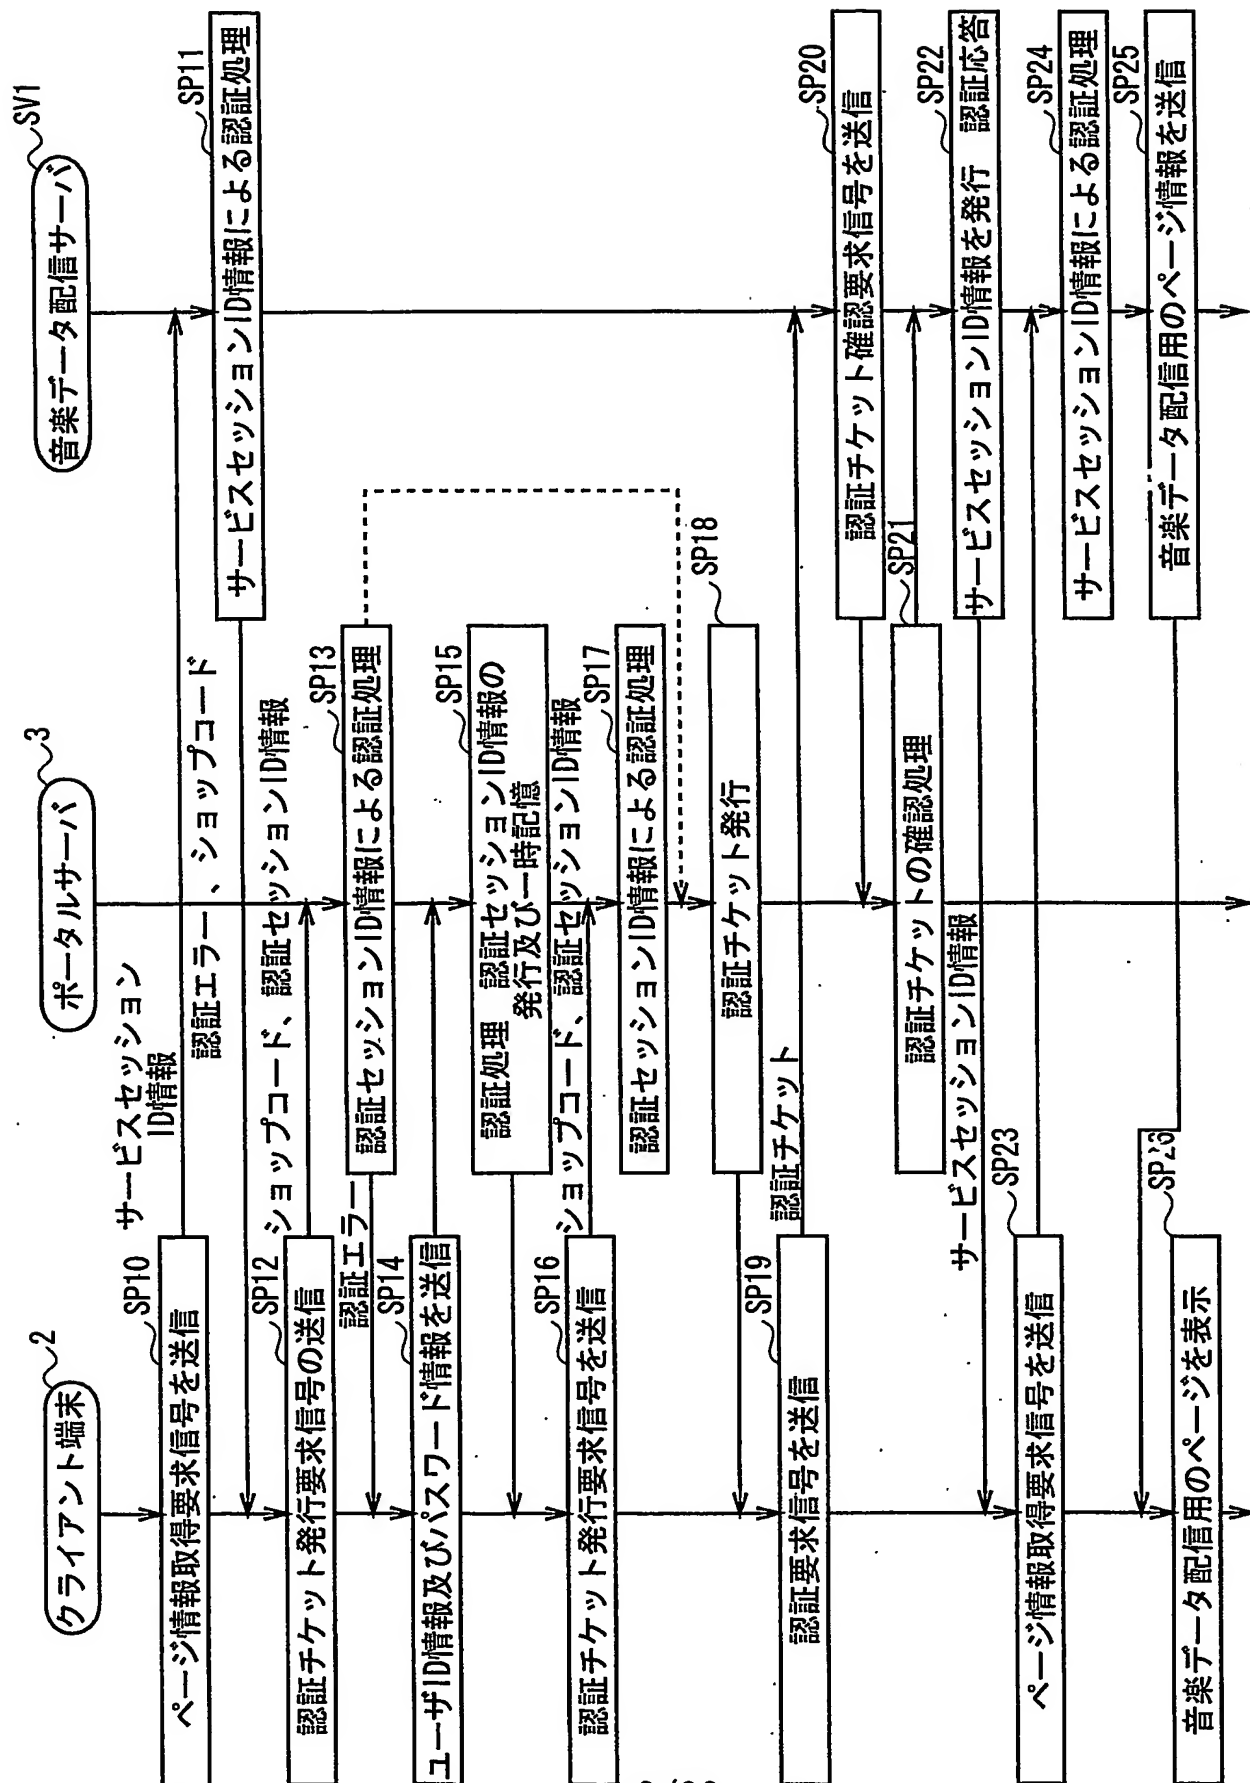 クライアント端末
2
ポータルサーバ
3
音楽データ配信サーバ
SV1
SP10
ページ情報取得要求信号を送信
サービスセッション
ID情報
SP11
サービスセッションID情報による認証処理
認証エラー、ショップコード
SP12
認証チケット発行要求信号の送信
ショップコード、認証セッションID情報
SP13
認証セッションID情報による認証処理
認証エラー
SP14
ユーザID情報及びパスワード情報を送信
SP15
認証処理 認証セッションID情報の
発行及び一時記憶
SP16
認証チケット発行要求信号を送信
ショップコード、認証セッションID情報
SP17
認証セッションID情報による認証処理
SP18
認証チケット発行
SP19
認証要求信号を送信
認証チケット
SP20
認証チケット確認要求信号を送信
SP21
認証チケットの確認処理
SP22
サービスセッションID情報を発行 認証応答
サービスセッションID情報
SP23
ページ情報取得要求信号を送信
SP24
サービスセッションID情報による認証処理
SP25
音楽データ配信用のページ情報を送信
SP26
音楽データ配信用のページを表示